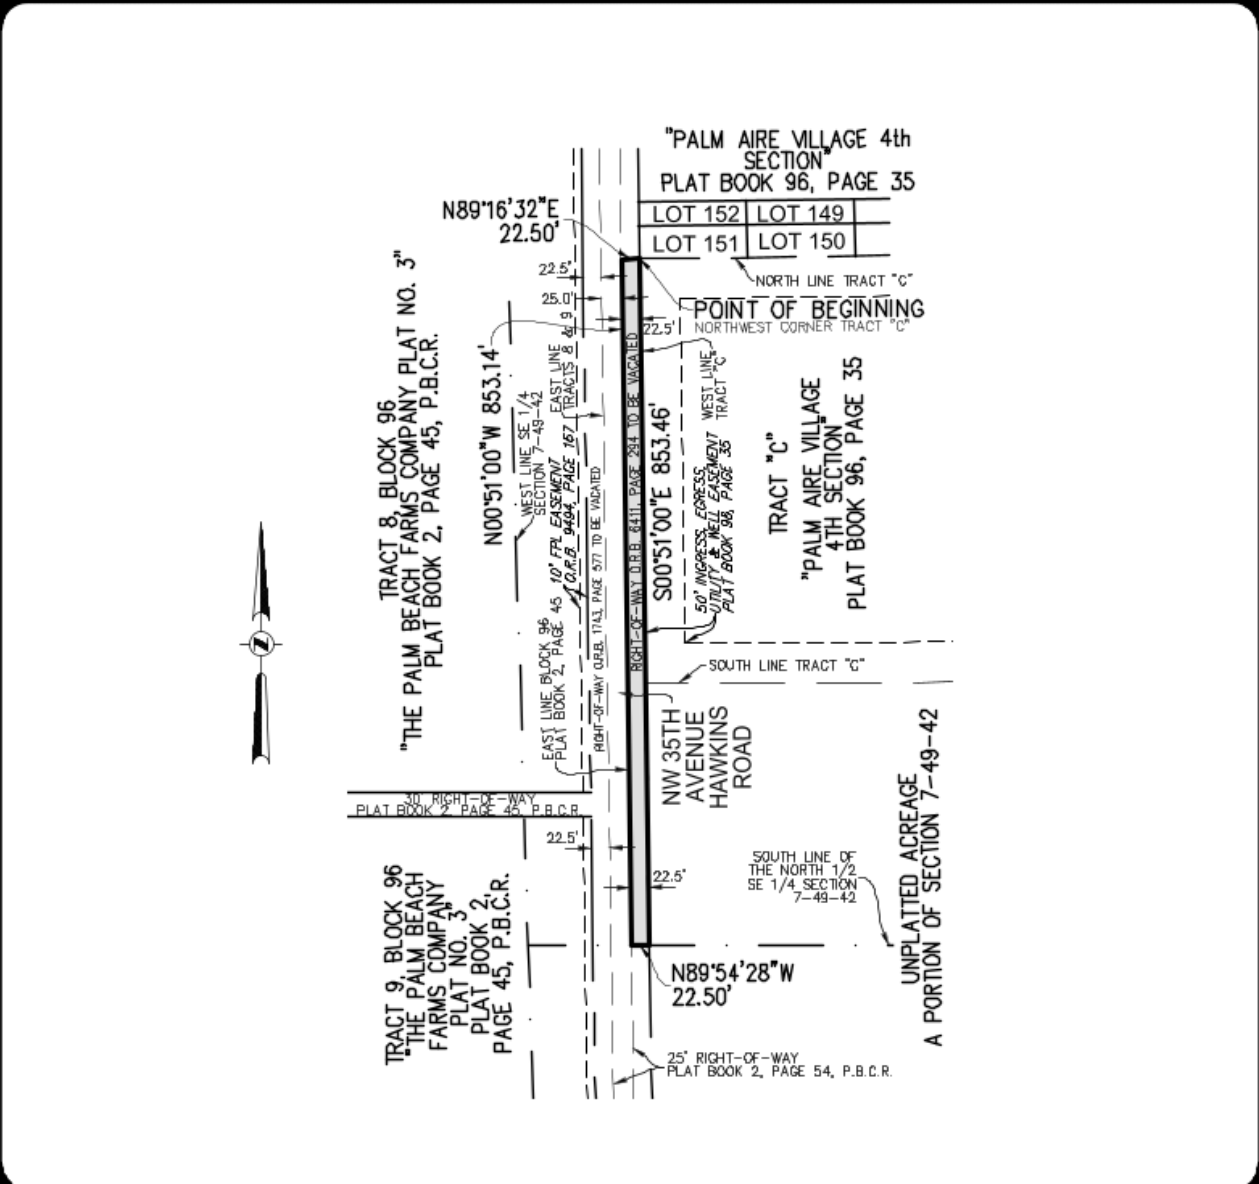 "PALM AIRE VILLAGE 4th
SECTION"
PLAT BOOK 96, PAGE 35
LOT 152
LOT 149
LOT 151
LOT 150
N89°16'32"E
22.50'
NORTH LINE TRACT "C"
POINT OF BEGINNING
NORTHWEST CORNER TRACT "C"
22.5'
25.0'
22.5'
TRACT 8, BLOCK 96
"THE PALM BEACH FARMS COMPANY PLAT NO. 3"
PLAT BOOK 2, PAGE 45, P.B.C.R.
N00°51'00"W 853.14'
WEST LINE SE 1/4
SECTION 7-49-42
EAST LINE
TRACTS 8 & 9
10' FPL EASEMENT
O.R.B. 9494, PAGE 167
EAST LINE BLOCK 96
PLAT BOOK 2, PAGE 45
RIGHT-OF-WAY O.R.B. 1743, PAGE 577 TO BE VACATED
RIGHT-OF-WAY O.R.B. 6411, PAGE 294 TO BE VACATED
S00°51'00"E 853.46'
WEST LINE
TRACT "C"
50' INGRESS, EGRESS,
UTILITY & WELL EASEMENT
PLAT BOOK 96, PAGE 35
TRACT "C"
"PALM AIRE VILLAGE
4TH SECTION"
PLAT BOOK 96, PAGE 35
Z
SOUTH LINE TRACT "C"
NW 35TH
AVENUE
HAWKINS
ROAD
30' RIGHT-OF-WAY
PLAT BOOK 2, PAGE 45, P.B.C.R.
22.5'
22.5'
SOUTH LINE OF
THE NORTH 1/2
SE 1/4 SECTION
7-49-42
UNPLATTED ACREAGE
A PORTION OF SECTION 7-49-42
TRACT 9, BLOCK 96
"THE PALM BEACH
FARMS COMPANY
PLAT NO. 3"
PLAT BOOK 2,
PAGE 45, P.B.C.R.
N89°54'28"W
22.50'
25' RIGHT-OF-WAY
PLAT BOOK 2, PAGE 54, P.B.C.R.